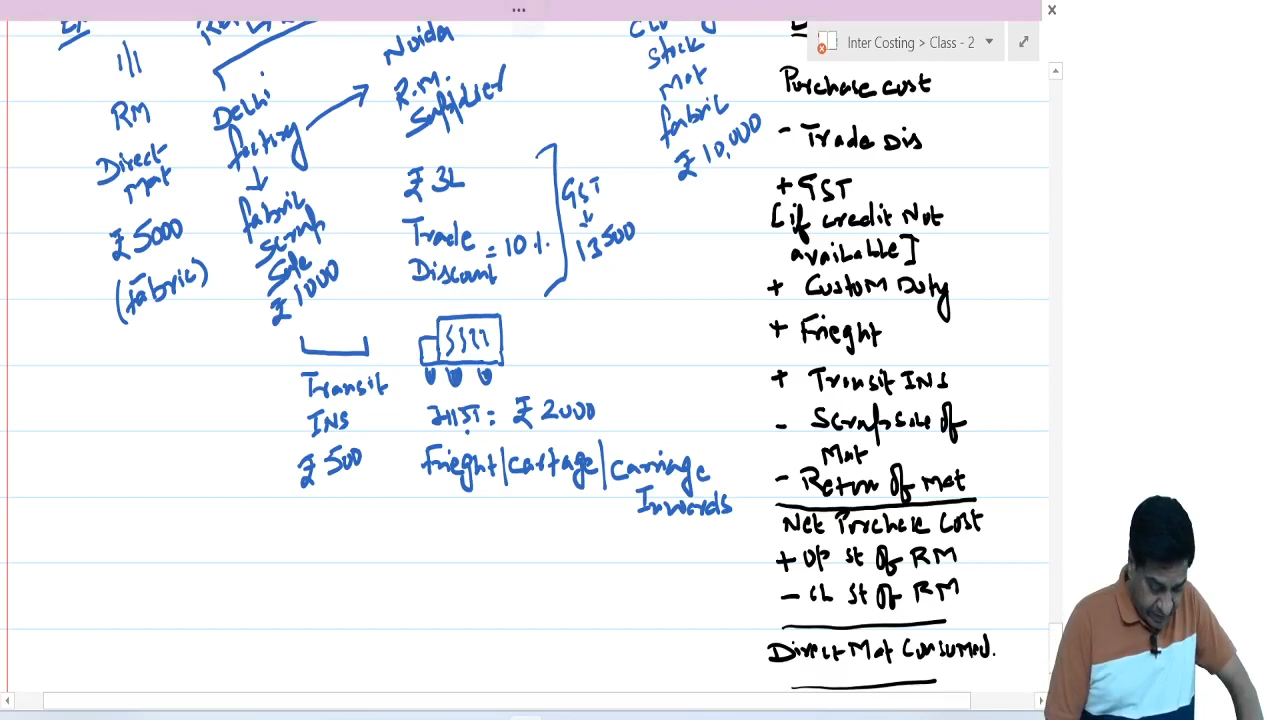 Inter Costing > Class - 2
1/1
RM
Direct
Mat
₹5000
(fabric)
Delhi
factory
fabric
Scrap
Sale
₹1000
Noida
R.M.
Supplier
₹3L
Trade
Discount = 10%
GST
13500
stock
Mat
fabric
₹10,000
Transit
INS
₹500
भाड़ा = ₹2000
Frieght/Cartage/Carriage
Inwards
Purchase cost
- Trade Dis
+ GST
[if credit Not
available]
+ Custom Duty
+ Frieght
+ Transit INS
- Scrap sale of
Mat
- Return of Mat
Net Purchase Cost
+ Op st of RM
- CL St of RM
Direct Mat Consumed.